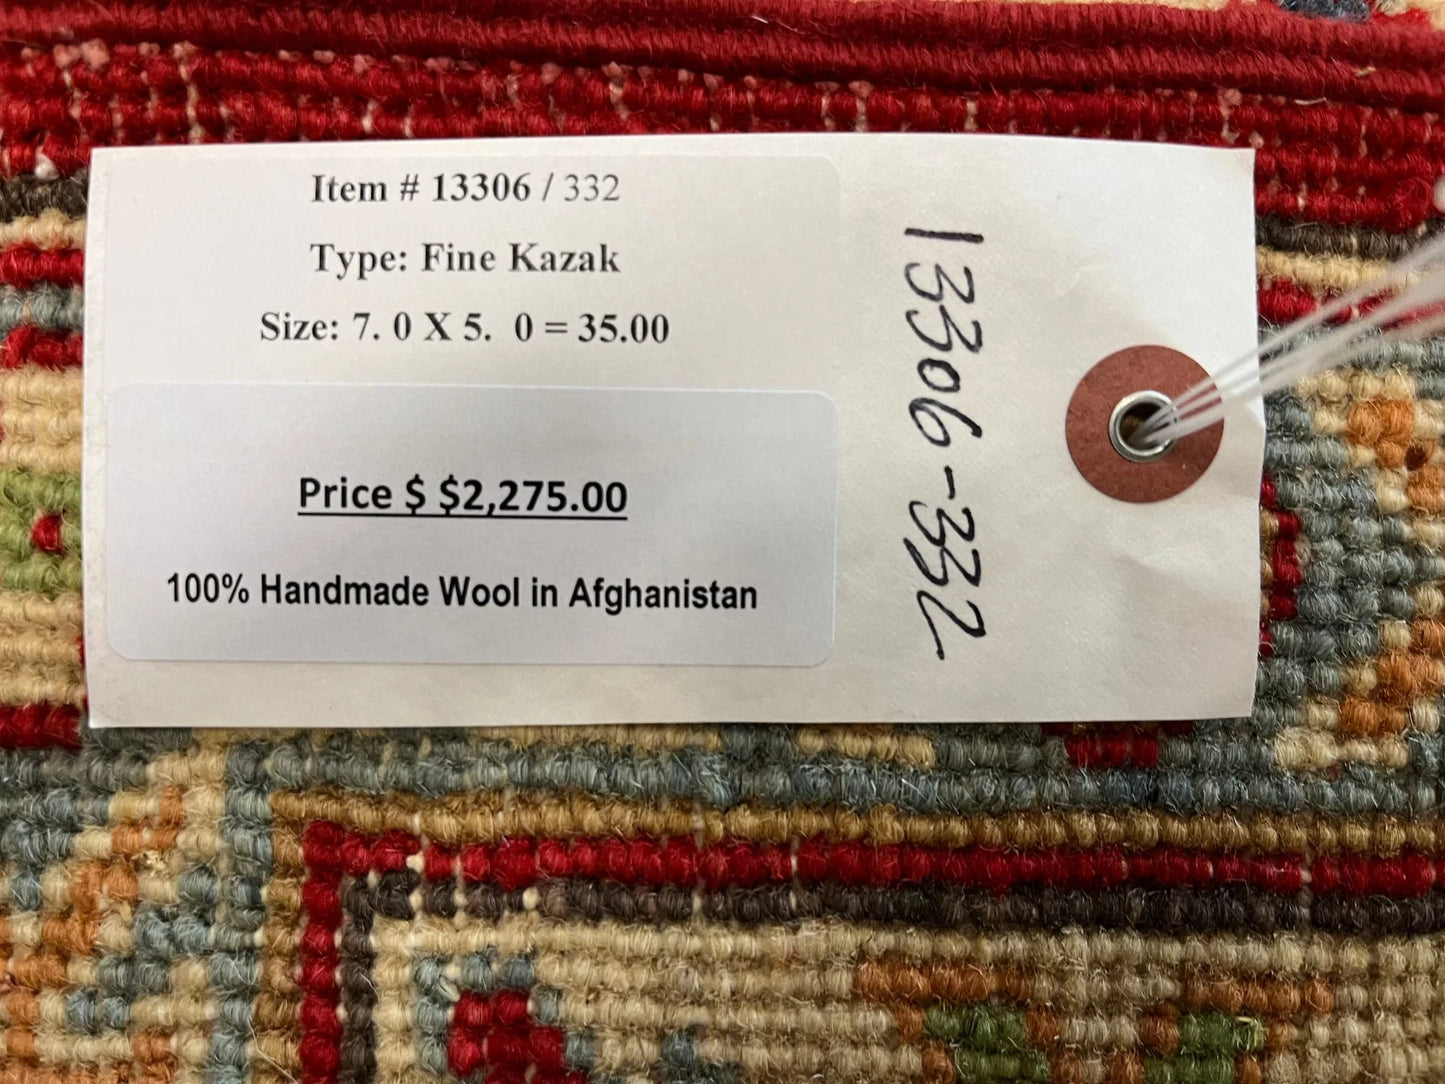 Item # 13306 / 332
Type: Fine Kazak
Size: 7. 0 X 5.  0 = 35.00
Price $ $2,275.00
100% Handmade Wool in Afghanistan
13306-332